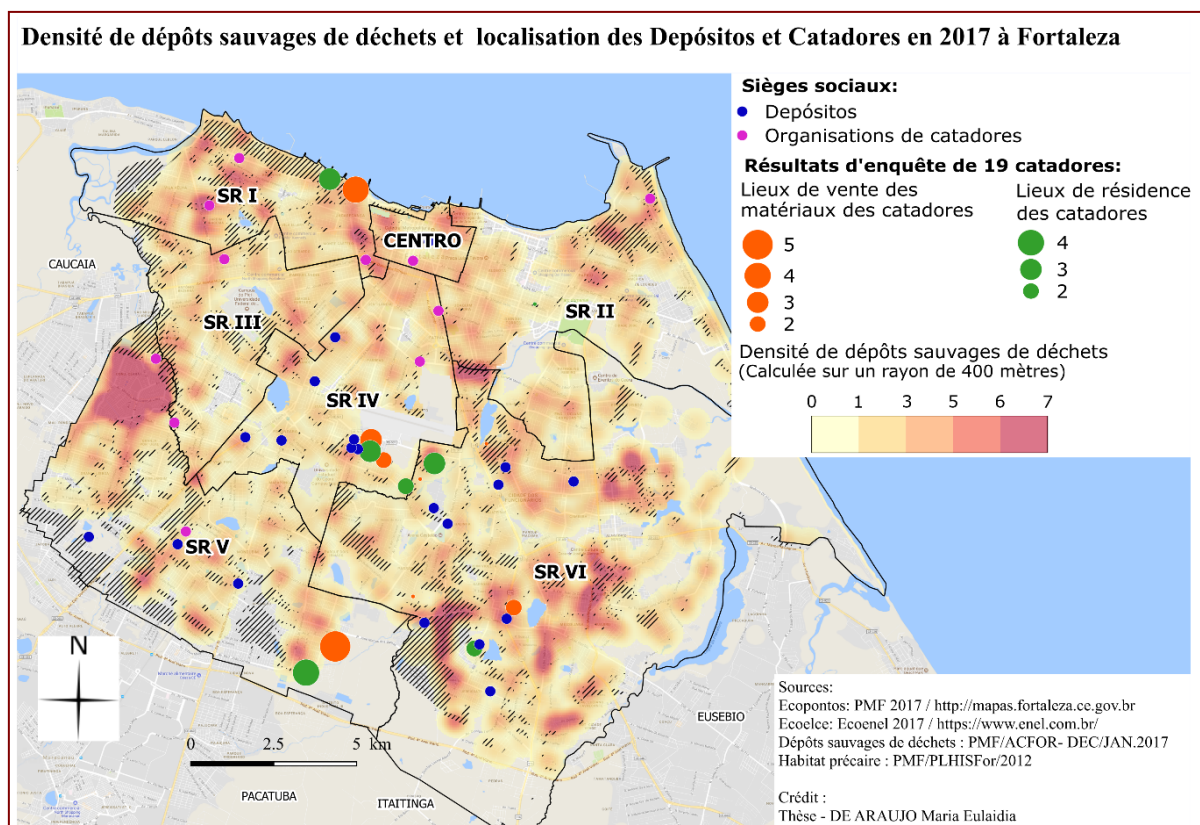 Densité de dépôts sauvages de déchets et localisation des Depósitos et Catadores en 2017 à Fortaleza
Sièges sociaux:
Depósitos
Organisations de catadores
Résultats d'enquête de 19 catadores:
Lieux de vente des
matériaux des catadores
5
4
3
2
Lieux de résidence
des catadores
4
3
2
Densité de dépôts sauvages de déchets
(Calculée sur un rayon de 400 mètres)
0 1 3 5 6 7
SR I
CENTRO
CAUCAIA
SR II
SR III
SR IV
SR V
SR VI
N
0 2.5 5 km
EUSEBIO
PACATUBA
ITAITINGA
Sources:
Ecopontos: PMF 2017 / http://mapas.fortaleza.ce.gov.br
Ecoelce: Ecoenel 2017 / https://www.enel.com.br/
Dépôts sauvages de déchets : PMF/ACFOR- DEC/JAN.2017
Habitat précaire : PMF/PLHISFor/2012
Crédit :
Thèse - DE ARAUJO Maria Eulaidia